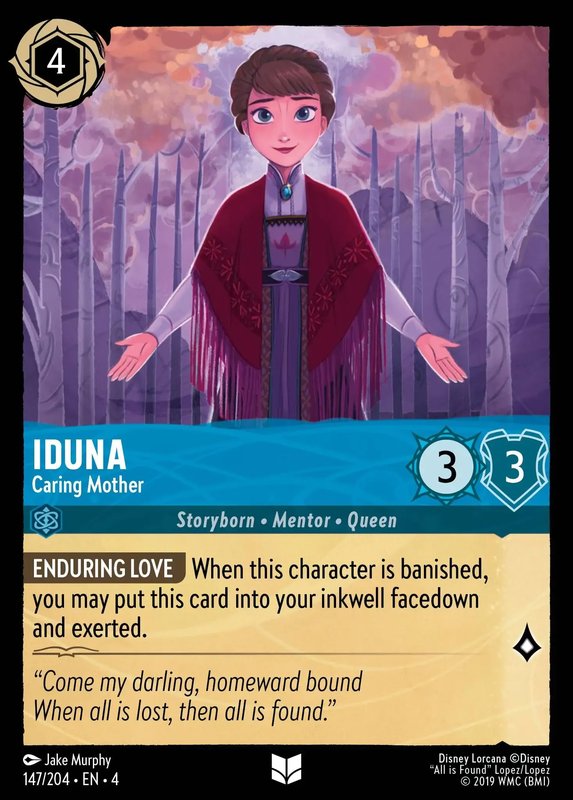 4
IDUNA
Caring Mother
3
3
Storyborn • Mentor • Queen
ENDURING LOVE When this character is banished,
you may put this card into your inkwell facedown
and exerted.
“Come my darling, homeward bound
When all is lost, then all is found.”
Jake Murphy
147/204 • EN • 4
Disney Lorcana ©Disney
“All is Found” Lopez/Lopez
© 2019 WMC (BMI)